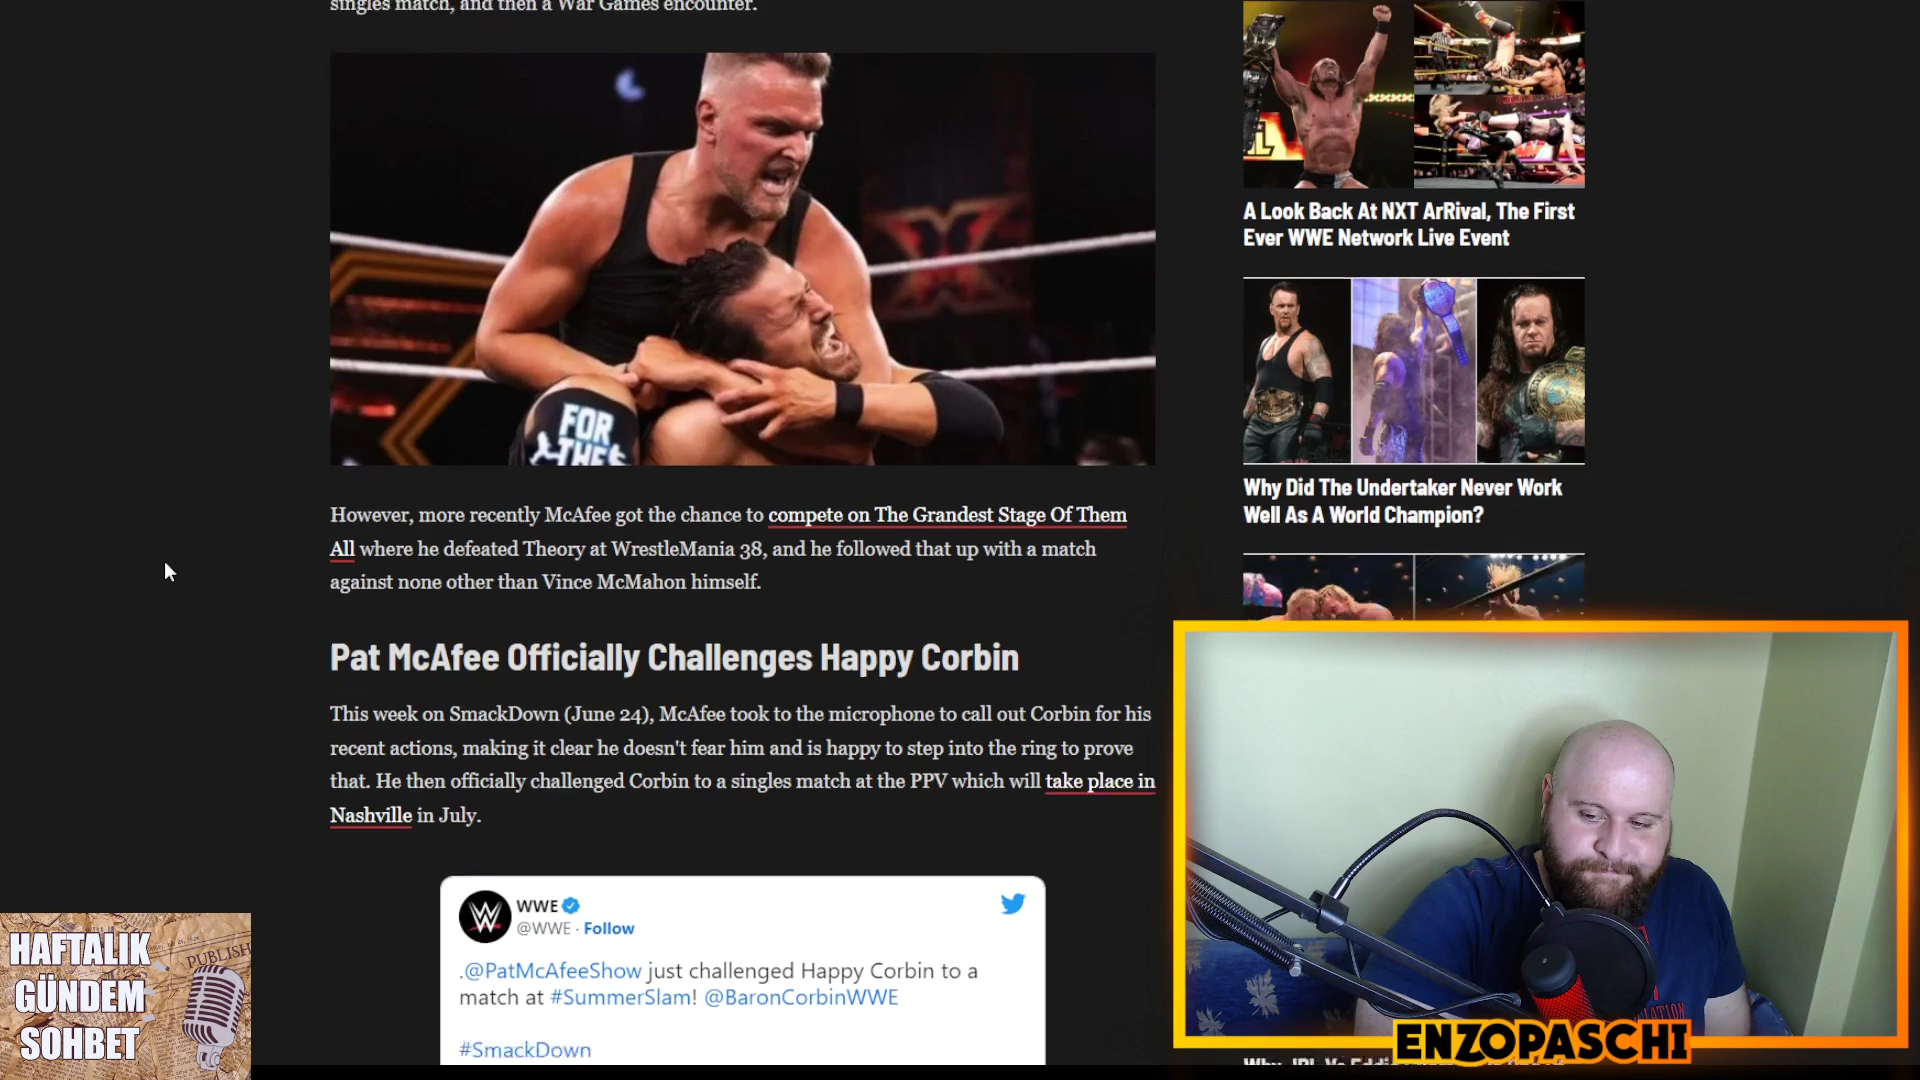 singles match, and then a War Games encounter.
FOR
THE
However, more recently McAfee got the chance to compete on The Grandest Stage Of Them
All where he defeated Theory at WrestleMania 38, and he followed that up with a match
against none other than Vince McMahon himself.
Pat McAfee Officially Challenges Happy Corbin
This week on SmackDown (June 24), McAfee took to the microphone to call out Corbin for his
recent actions, making it clear he doesn't fear him and is happy to step into the ring to prove
that. He then officially challenged Corbin to a singles match at the PPV which will take place in
Nashville in July.
WWE
@WWE · Follow
.@PatMcAfeeShow just challenged Happy Corbin to a
match at #SummerSlam! @BaronCorbinWWE
#SmackDown
A Look Back At NXT ArRival, The First
Ever WWE Network Live Event
Why Did The Undertaker Never Work
Well As A World Champion?
HAFTALIK
GÜNDEM
SOHBET
PUBLISH
ENZOPASCHI